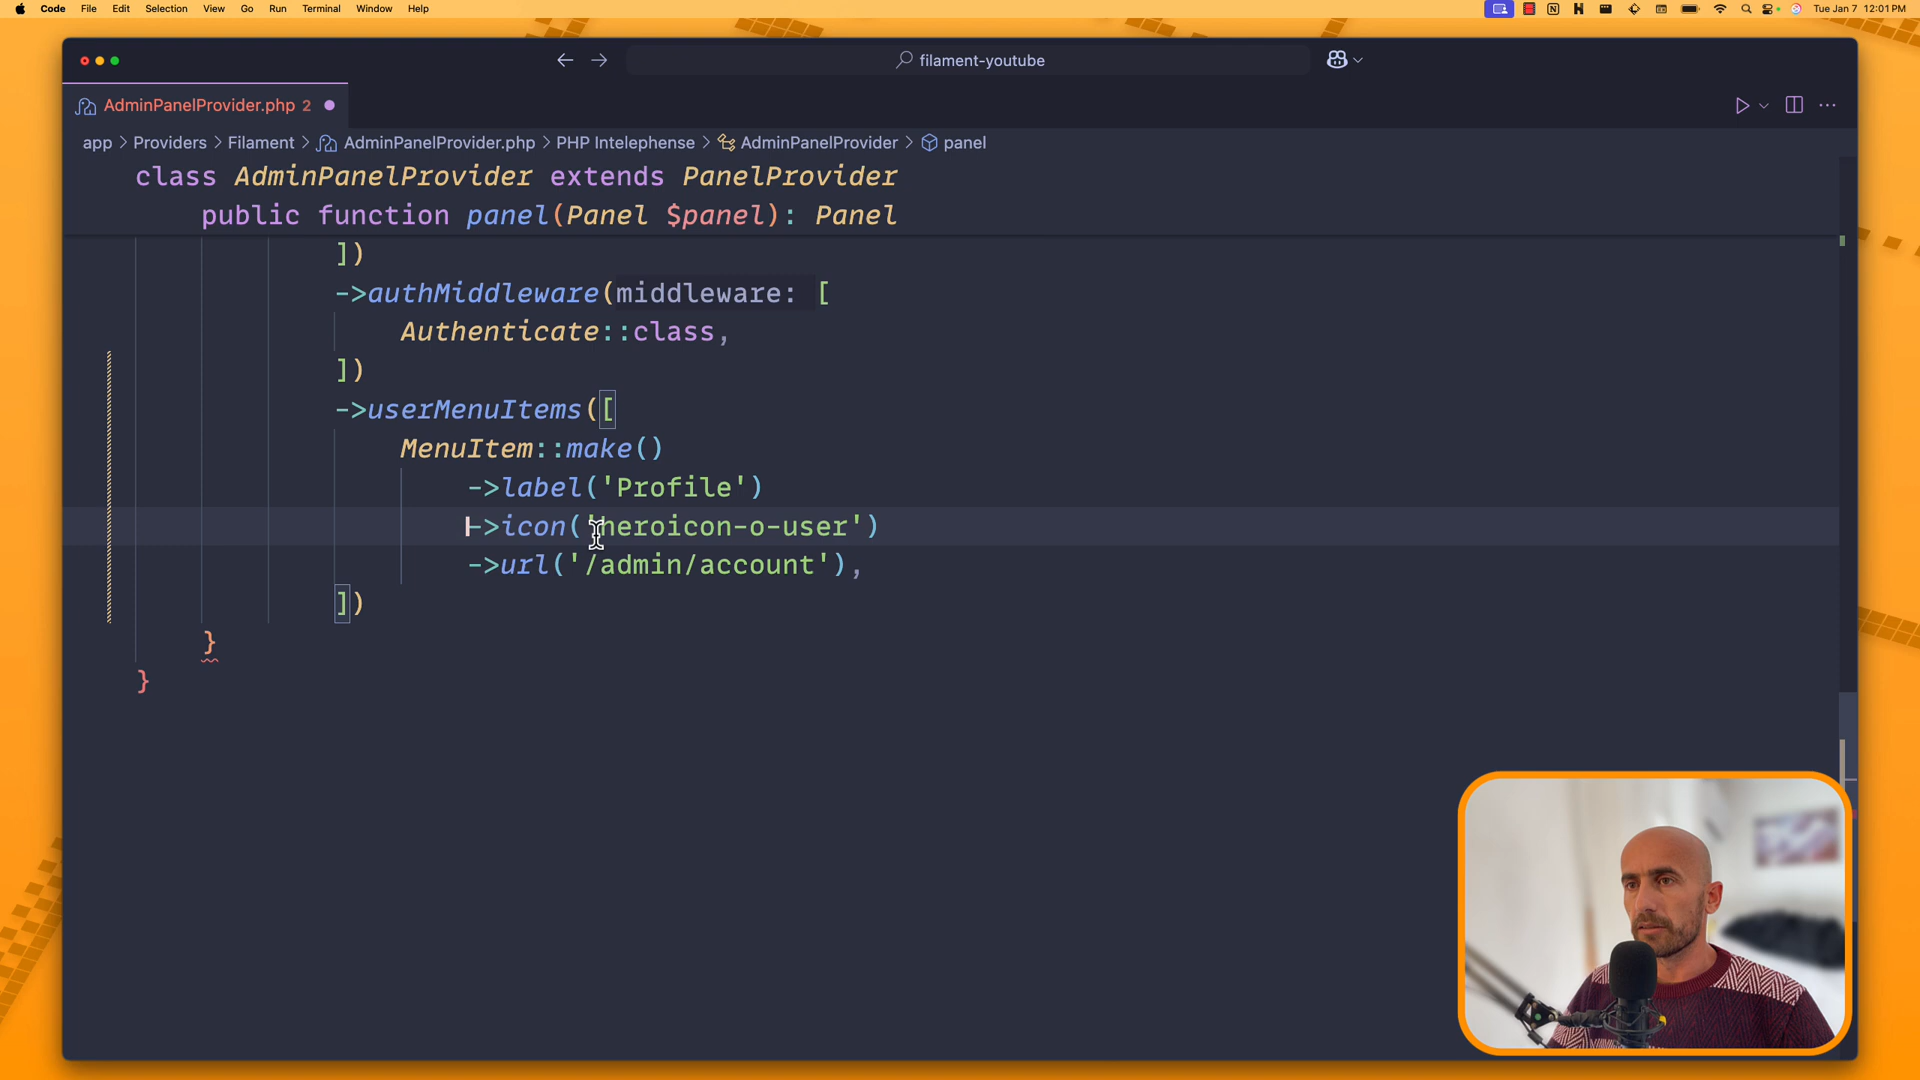 Code File Edit Selection View Go Run Terminal Window Help Tue Jan 7 12:01 PM
filament-youtube
AdminPanelProvider.php 2
app > Providers > Filament > AdminPanelProvider.php > PHP Intelephense > AdminPanelProvider > panel
class AdminPanelProvider extends PanelProvider
public function panel(Panel $panel): Panel
])
->authMiddleware(middleware: [
Authenticate::class,
])
->userMenuItems([
MenuItem::make()
->label('Profile')
->icon('heroicon-o-user')
->url('/admin/account'),
])
}
}